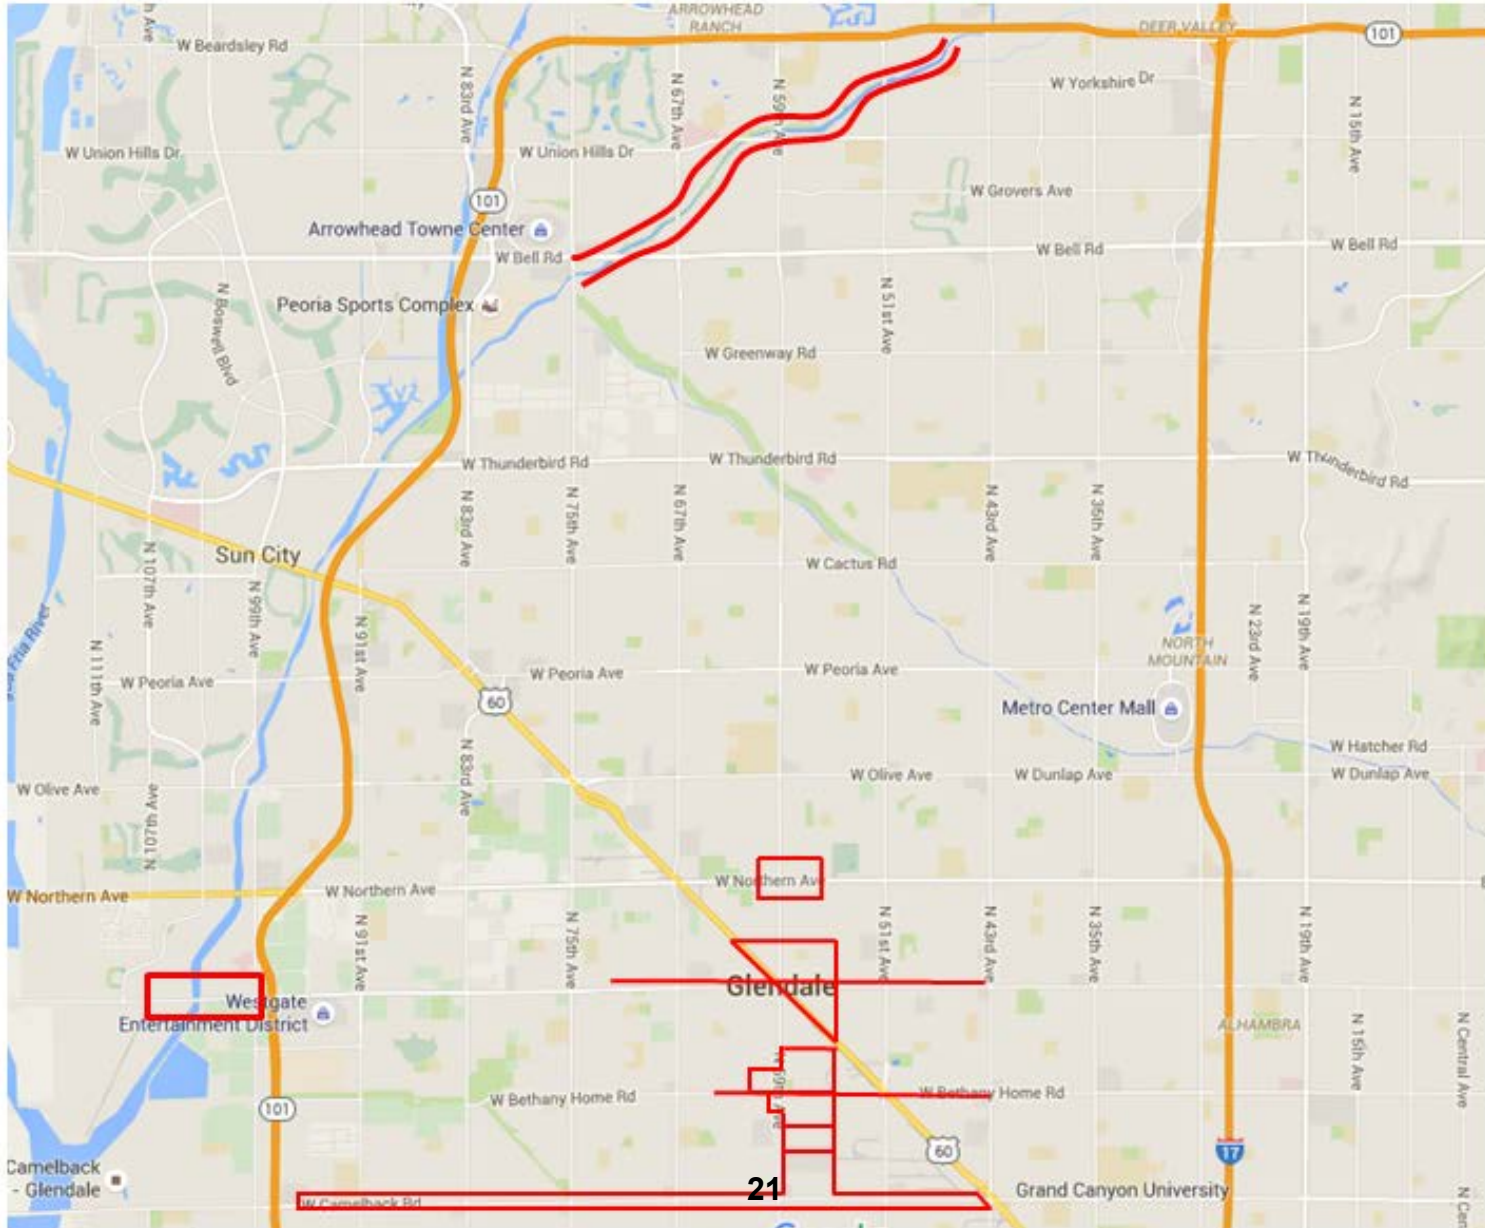 ARROWHEAD
RANCH
DEER VALLEY
W Beardsley Rd
101
N 83rd Ave
N 67th Ave
N 59th Ave
W Yorkshire Dr
N 15th Ave
W Union Hills Dr
W Union Hills Dr
101
W Grovers Ave
Arrowhead Towne Center
W Bell Rd
W Bell Rd
W Bell Rd
N Boswell Blvd
Peoria Sports Complex
N 51st Ave
W Greenway Rd
W Thunderbird Rd
W Thunderbird Rd
W Thunderbird Rd
N 83rd Ave
N 75th Ave
N 67th Ave
N 43rd Ave
N 35th Ave
Sun City
N 107th Ave
N 99th Ave
W Cactus Rd
Fria River
N 91st Ave
N 23rd Ave
N 19th Ave
NORTH
MOUNTAIN
N 111th Ave
W Peoria Ave
W Peoria Ave
W Peoria Ave
60
Metro Center Mall
N 83rd Ave
W Hatcher Rd
W Olive Ave
W Olive Ave
W Dunlap Ave
W Dunlap Ave
N 107th Ave
W Northern Ave
W Northern Ave
W Northern Ave
N 91st Ave
N 75th Ave
N 51st Ave
N 43rd Ave
N 35th Ave
N 19th Ave
Glendale
Westgate
Entertainment District
ALHAMBRA
N 15th Ave
N Central Ave
N 59th Ave
101
W Bethany Home Rd
W Bethany Home Rd
60
17
Camelback
- Glendale
21
Grand Canyon University
W Camelback Rd